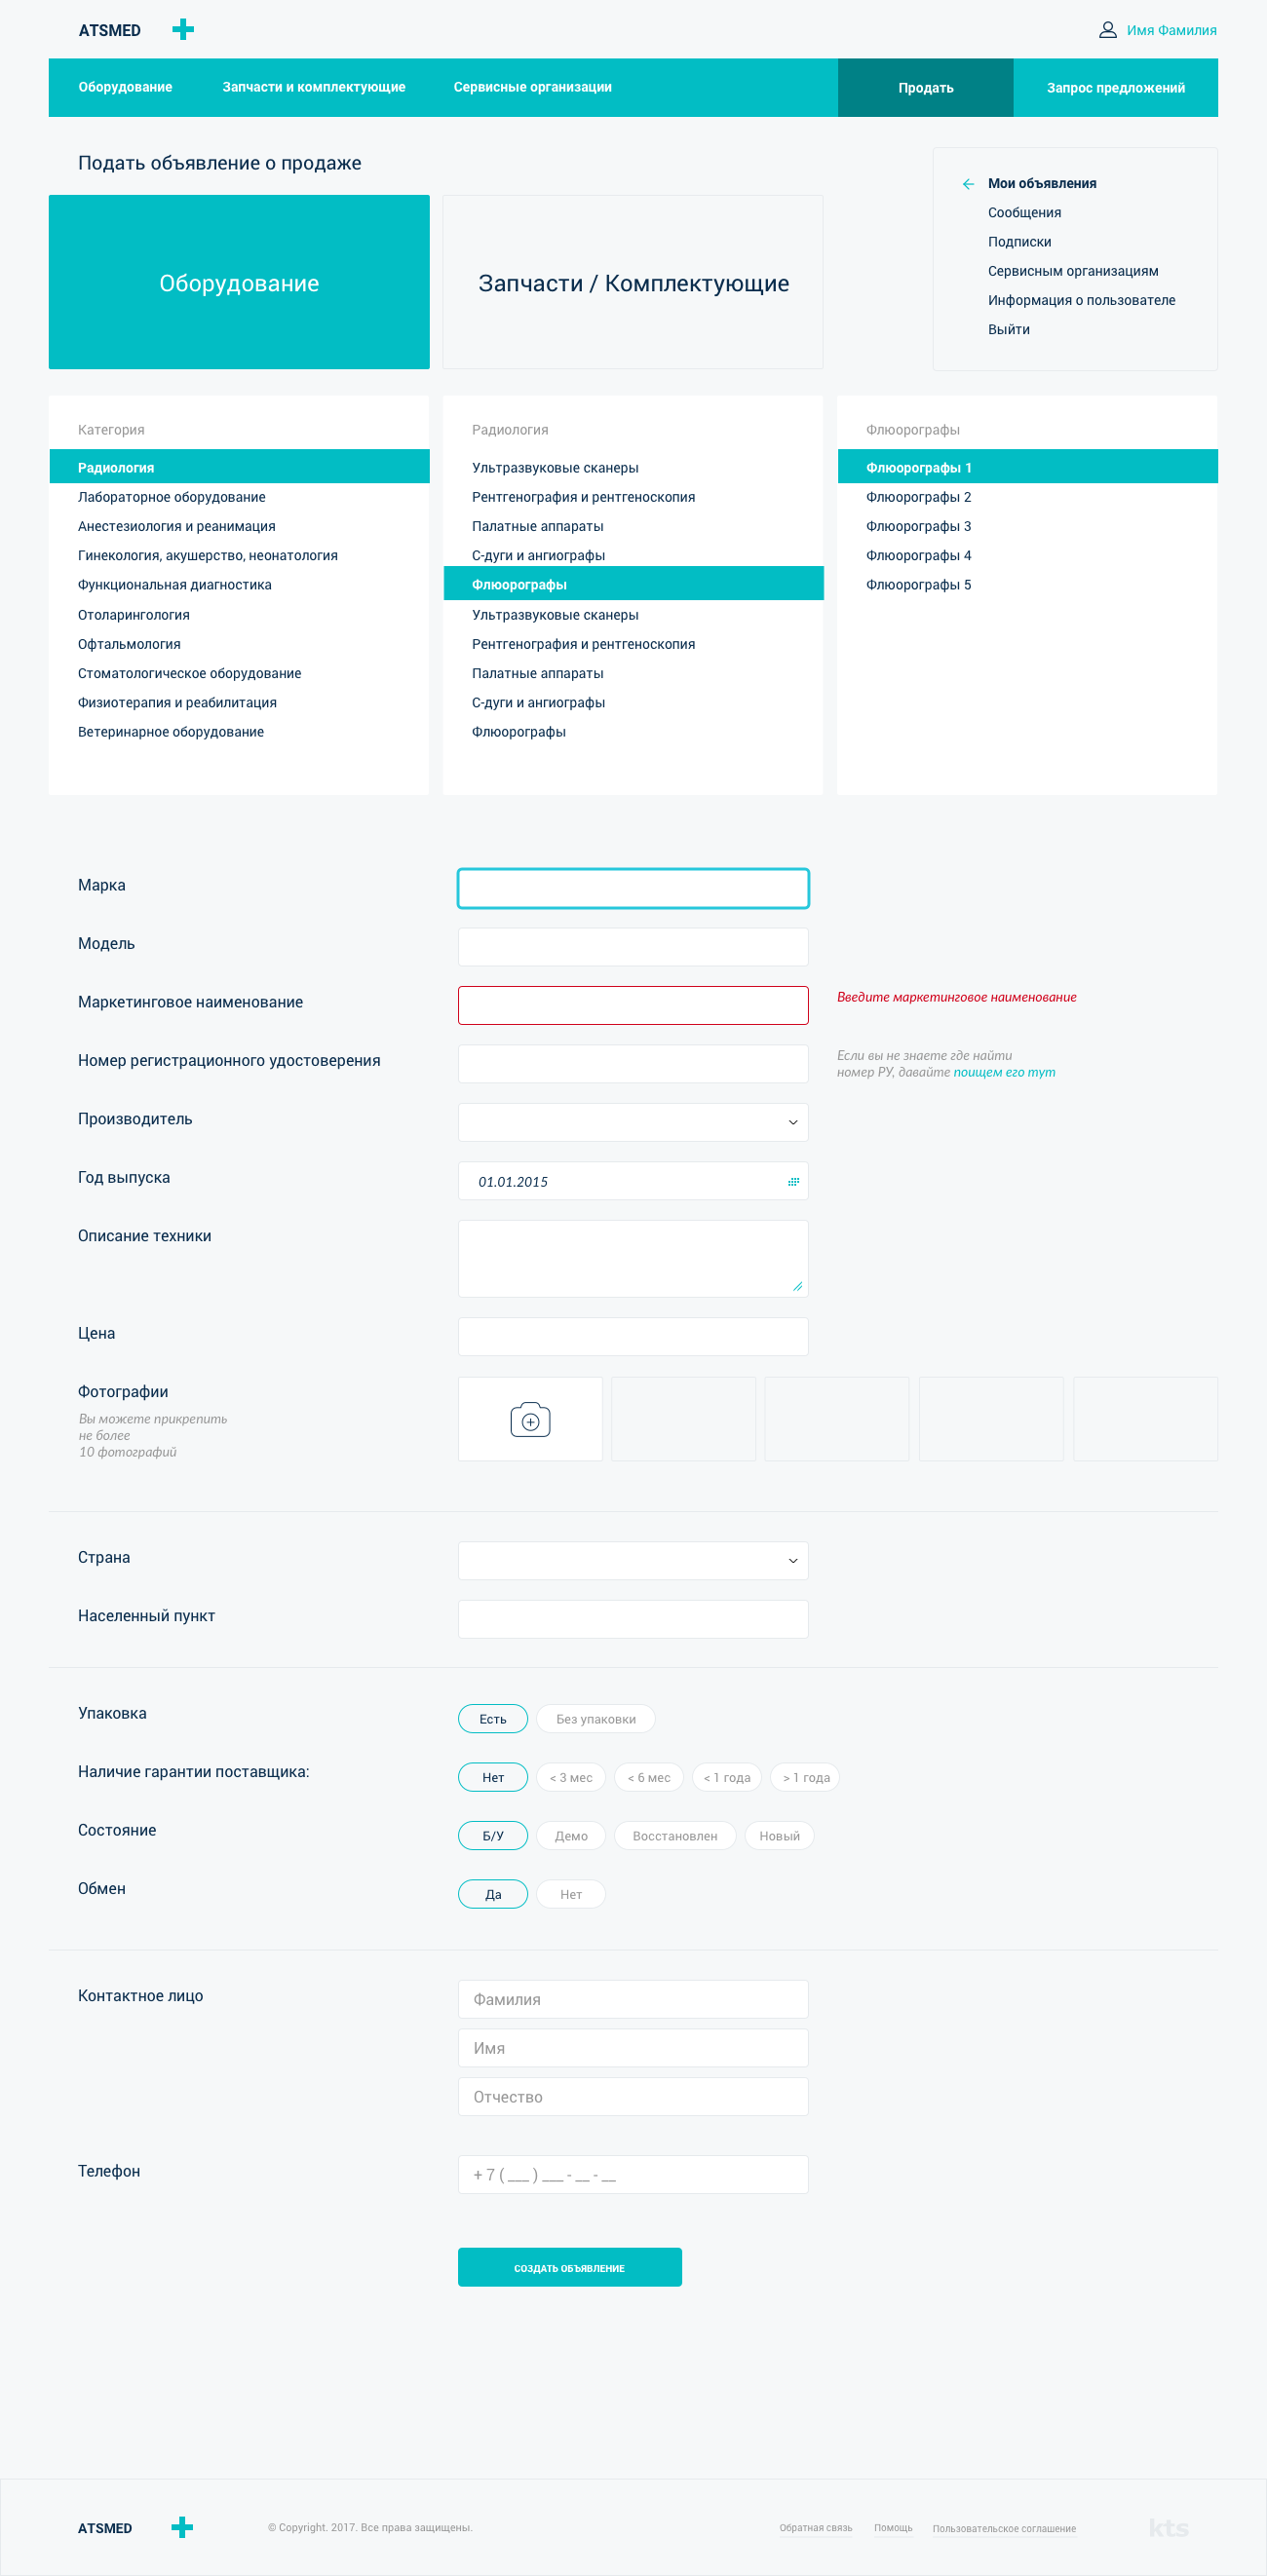 ATSMED
Имя Фамилия
Оборудование
Запчасти и комплектующие
Сервисные организации
Продать
Запрос предложений
Подать объявление о продаже
Оборудование
Запчасти / Комплектующие
Мои объявления
Сообщения
Подписки
Сервисным организациям
Информация о пользователе
Выйти
Категория
Радиология
Лабораторное оборудование
Анестезиология и реанимация
Гинекология, акушерство, неонатология
Функциональная диагностика
Отоларингология
Офтальмология
Стоматологическое оборудование
Физиотерапия и реабилитация
Ветеринарное оборудование
Радиология
Ультразвуковые сканеры
Рентгенография и рентгеноскопия
Палатные аппараты
С-дуги и ангиографы
Флюорографы
Ультразвуковые сканеры
Рентгенография и рентгеноскопия
Палатные аппараты
С-дуги и ангиографы
Флюорографы
Флюорографы
Флюорографы 1
Флюорографы 2
Флюорографы 3
Флюорографы 4
Флюорографы 5
Марка
Модель
Маркетинговое наименование
Введите маркетинговое наименование
Номер регистрационного удостоверения
Если вы не знаете где найти
номер РУ, давайте поищем его тут
Производитель
Год выпуска
01.01.2015
Описание техники
Цена
Фотографии
Вы можете прикрепить
не более
10 фотографий
Страна
Населенный пункт
Упаковка
Есть
Без упаковки
Наличие гарантии поставщика:
Нет
< 3 мес
< 6 мес
< 1 года
> 1 года
Состояние
Б/У
Демо
Восстановлен
Новый
Обмен
Да
Нет
Контактное лицо
Фамилия
Имя
Отчество
Телефон
+ 7 ( ___ ) ___ - __ - __
СОЗДАТЬ ОБЪЯВЛЕНИЕ
ATSMED
© Copyright. 2017. Все права защищены.
Обратная связь
Помощь
Пользовательское соглашение
kts